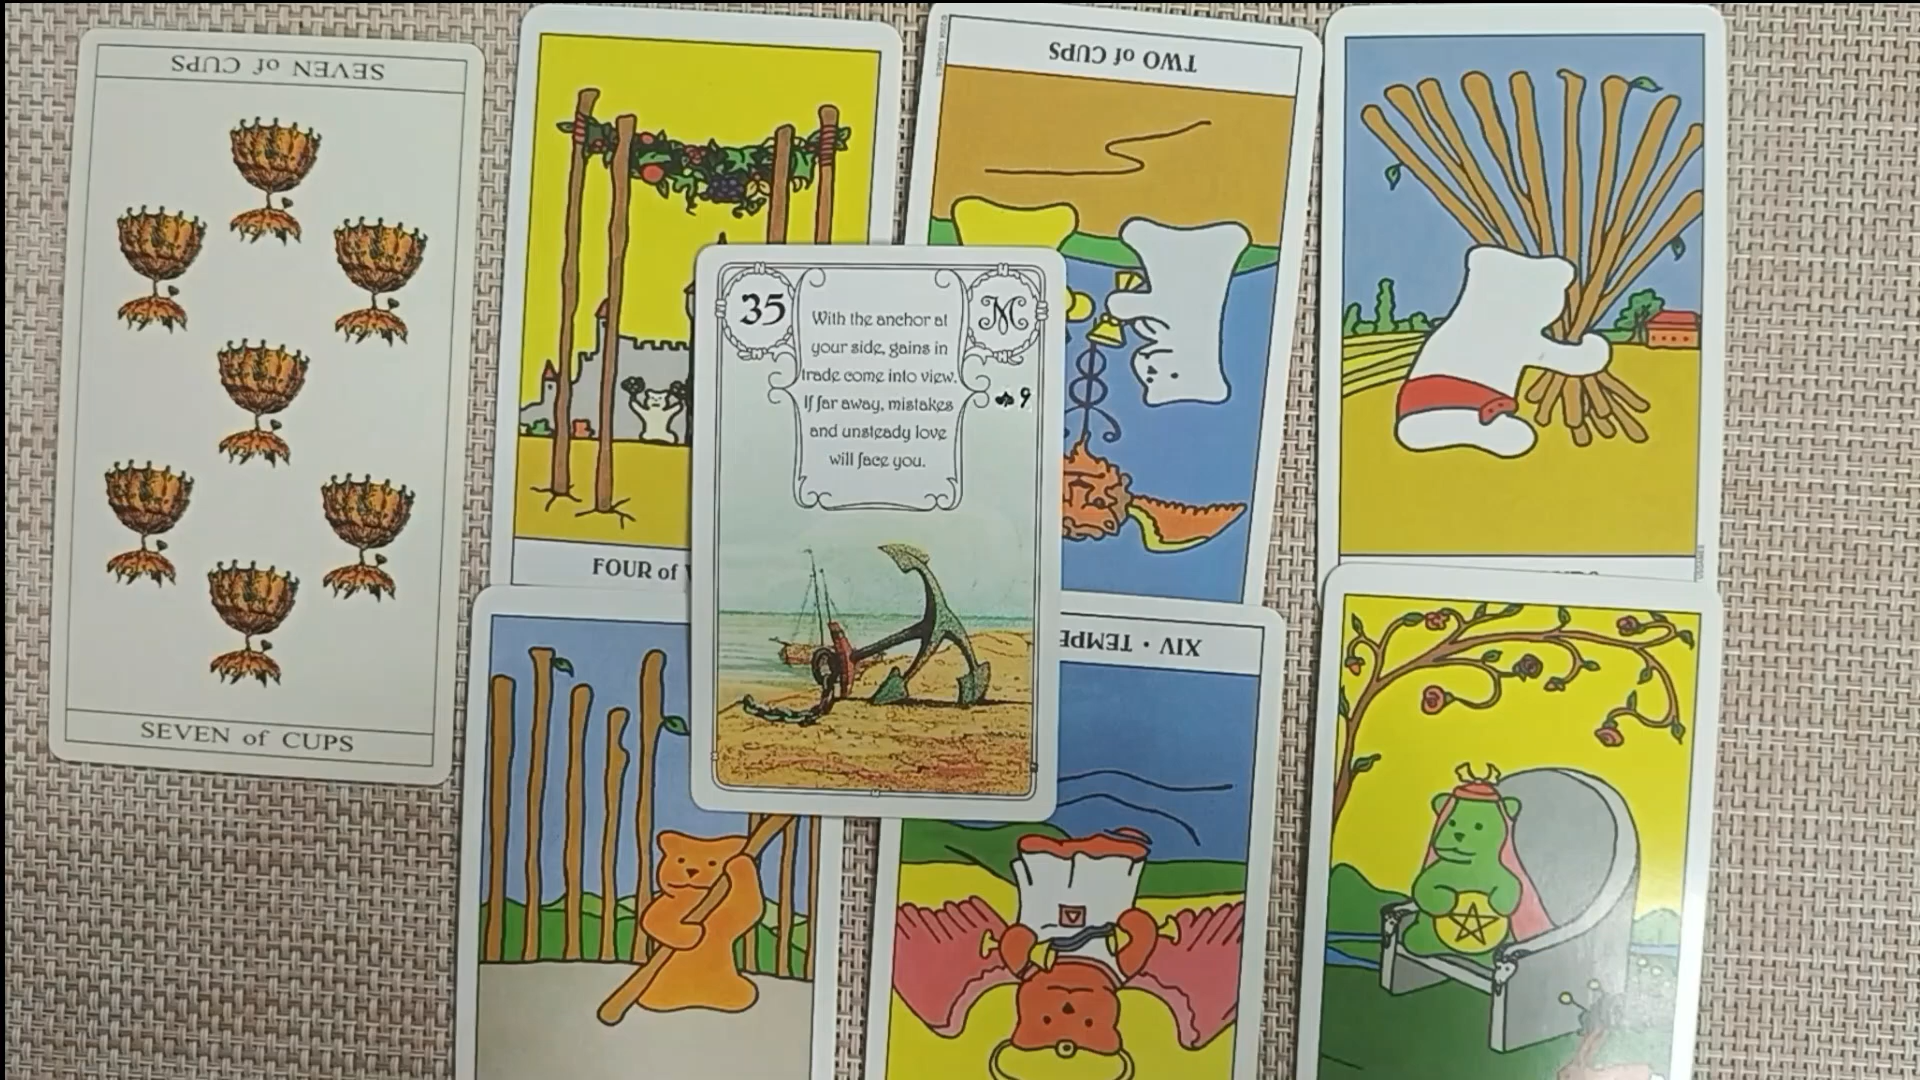 SEVEN of CUPS
SEVEN of CUPS
FOUR of
TWO of CUPS
35
With the anchor at
your side, gains in
trade come into view.
If far away, mistakes
and unsteady love
will face you.
M
9
XIV · TEMPE